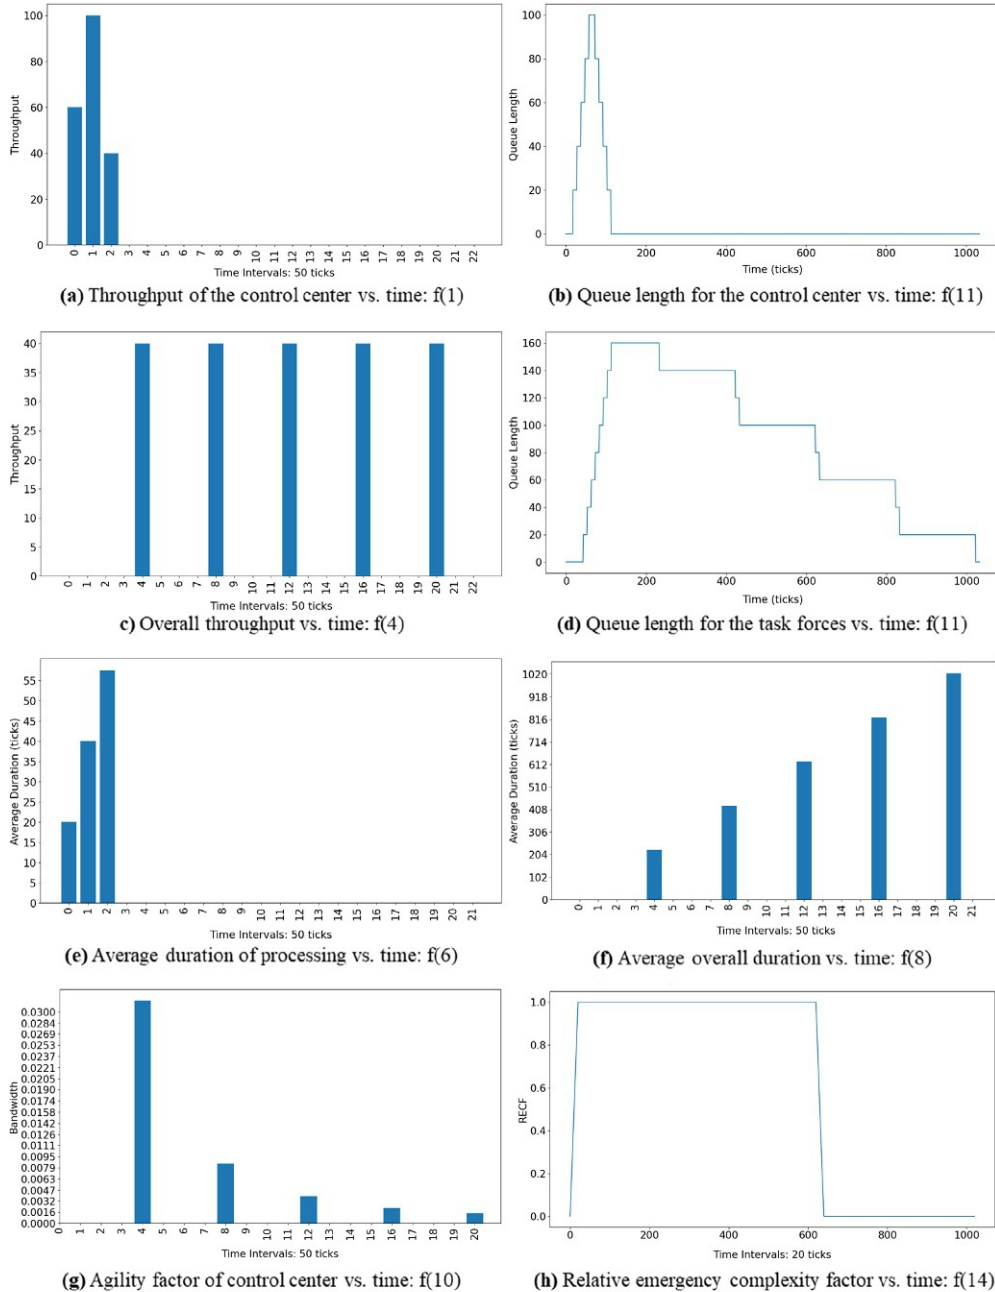 100
80
60
40
20
0
Throughput
0 1 2 3 4 5 6 7 8 9 10 11 12 13 14 15 16 17 18 19 20 21 22
Time Intervals: 50 ticks
(a) Throughput of the control center vs. time: f(1)
100
80
60
40
20
0
Queue Length
0 200 400 600 800 1000
Time (ticks)
(b) Queue length for the control center vs. time: f(11)
40
35
30
25
20
15
10
5
0
Throughput
0 1 2 3 4 5 6 7 8 9 10 11 12 13 14 15 16 17 18 19 20 21 22
Time Intervals: 50 ticks
c) Overall throughput vs. time: f(4)
160
140
120
100
80
60
40
20
0
Queue Length
0 200 400 600 800 1000
Time (ticks)
(d) Queue length for the task forces vs. time: f(11)
55
50
45
40
35
30
25
20
15
10
5
0
Average Duration (ticks)
0 1 2 3 4 5 6 7 8 9 10 11 12 13 14 15 16 17 18 19 20 21
Time Intervals: 50 ticks
(e) Average duration of processing vs. time: f(6)
1020
918
816
714
612
510
408
306
204
102
0
Average Duration (ticks)
0 1 2 3 4 5 6 7 8 9 10 11 12 13 14 15 16 17 18 19 20 21
Time Intervals: 50 ticks
(f) Average overall duration vs. time: f(8)
0.0300
0.0284
0.0269
0.0253
0.0237
0.0221
0.0205
0.0190
0.0174
0.0158
0.0142
0.0126
0.0111
0.0095
0.0079
0.0063
0.0047
0.0032
0.0016
0.0000
Bandwidth
0 1 2 3 4 5 6 7 8 9 10 11 12 13 14 15 16 17 18 19 20
Time Intervals: 50 ticks
(g) Agility factor of control center vs. time: f(10)
1.0
0.8
0.6
0.4
0.2
0.0
RECF
0 200 400 600 800 1000
Time Intervals: 20 ticks
(h) Relative emergency complexity factor vs. time: f(14)